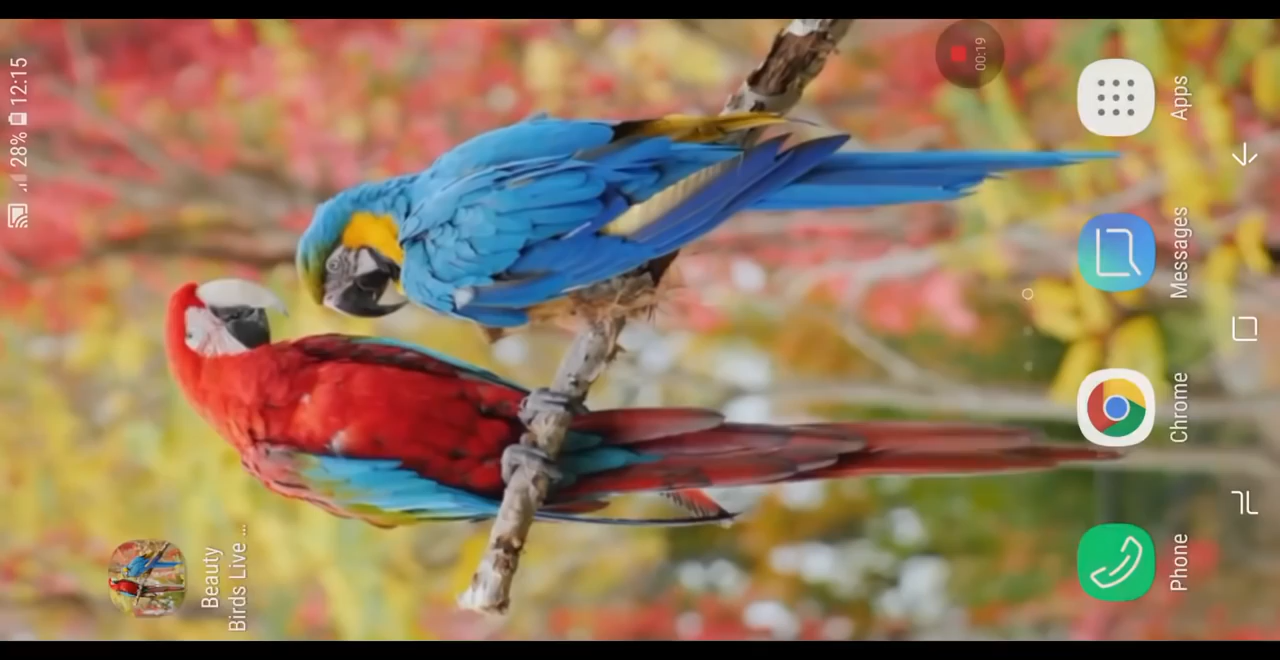 28% 12:15
00:19
Beauty
Birds Live ...
Phone
Chrome
Messages
Apps